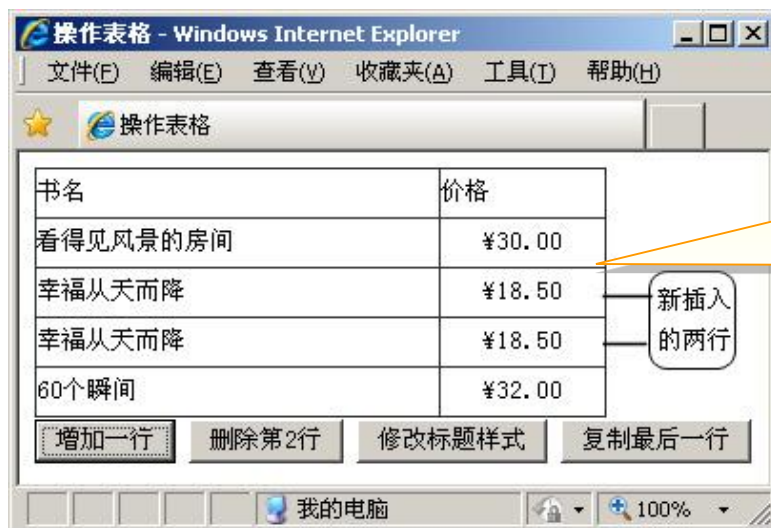 操作表格 - Windows Internet Explorer
文件(F) 编辑(E) 查看(V) 收藏夹(A) 工具(T) 帮助(H)
操作表格
书名 价格
看得见风景的房间 ¥30.00
幸福从天而降 ¥18.50
幸福从天而降 ¥18.50
60个瞬间 ¥32.00
新插入
的两行
增加一行 删除第2行 修改标题样式 复制最后一行
我的电脑 100%